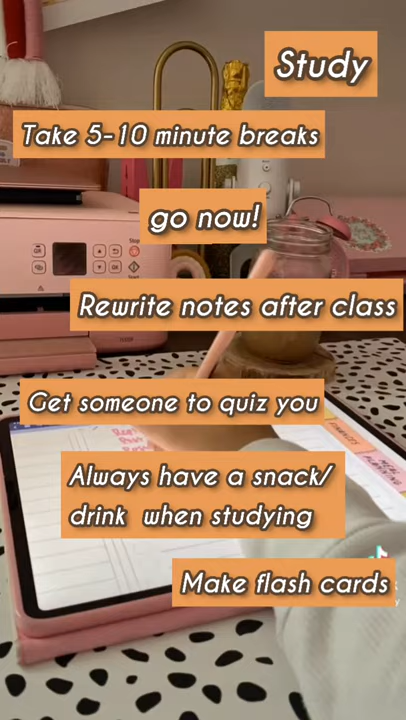 Study
Take 5-10 minute breaks
go now!
Rewrite notes after class
Get someone to quiz you
Always have a snack/
drink when studying
Make flash cards